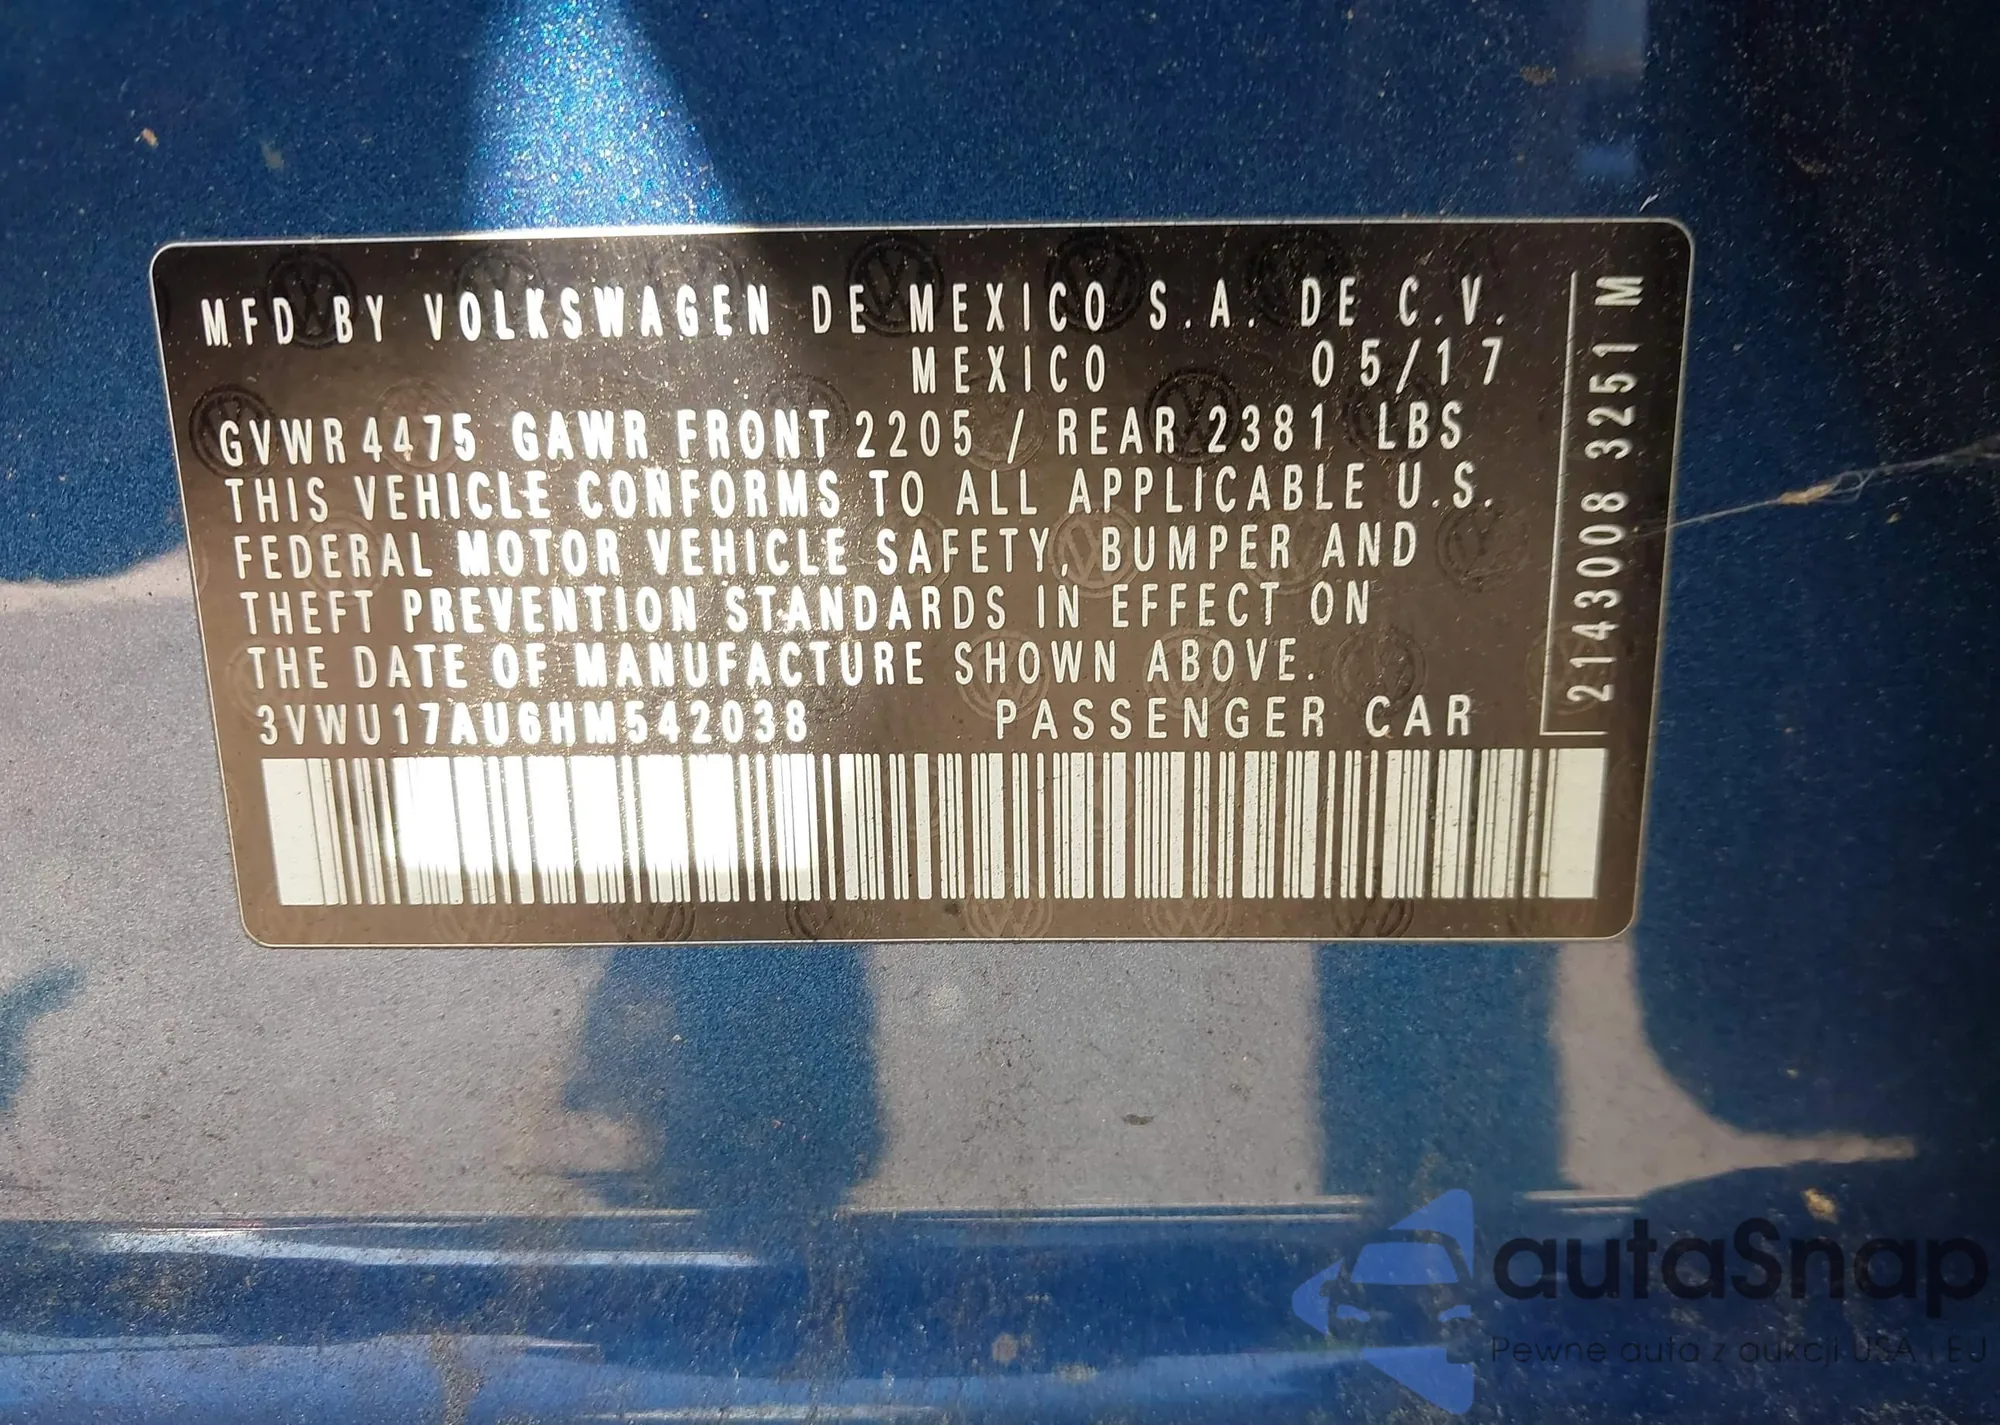 MFD BY VOLKSWAGEN DE MEXICO S.A. DE C.V.
MEXICO 05/17
GVWR 4475 GAWR FRONT 2205 / REAR 2381 LBS
THIS VEHICLE CONFORMS TO ALL APPLICABLE U.S.
FEDERAL MOTOR VEHICLE SAFETY, BUMPER AND
THEFT PREVENTION STANDARDS IN EFFECT ON
THE DATE OF MANUFACTURE SHOWN ABOVE.
3VWU17AU6HM542038 PASSENGER CAR
2143008 3251 M
autaSnap
Pewne auta z aukcji USA i EJ